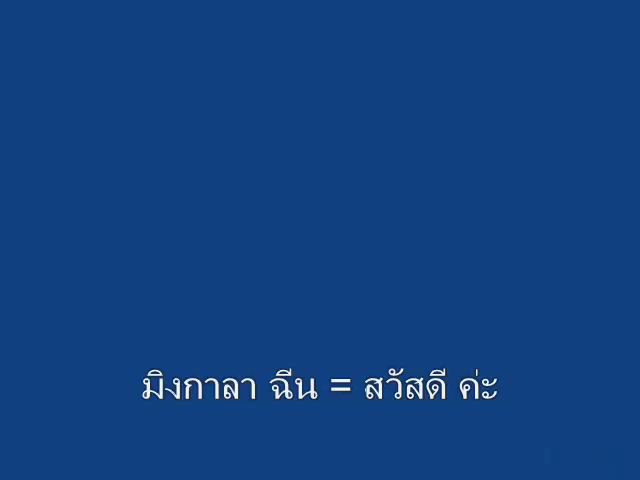 มิงกาลา ฉีน = สวัสดี ค่ะ